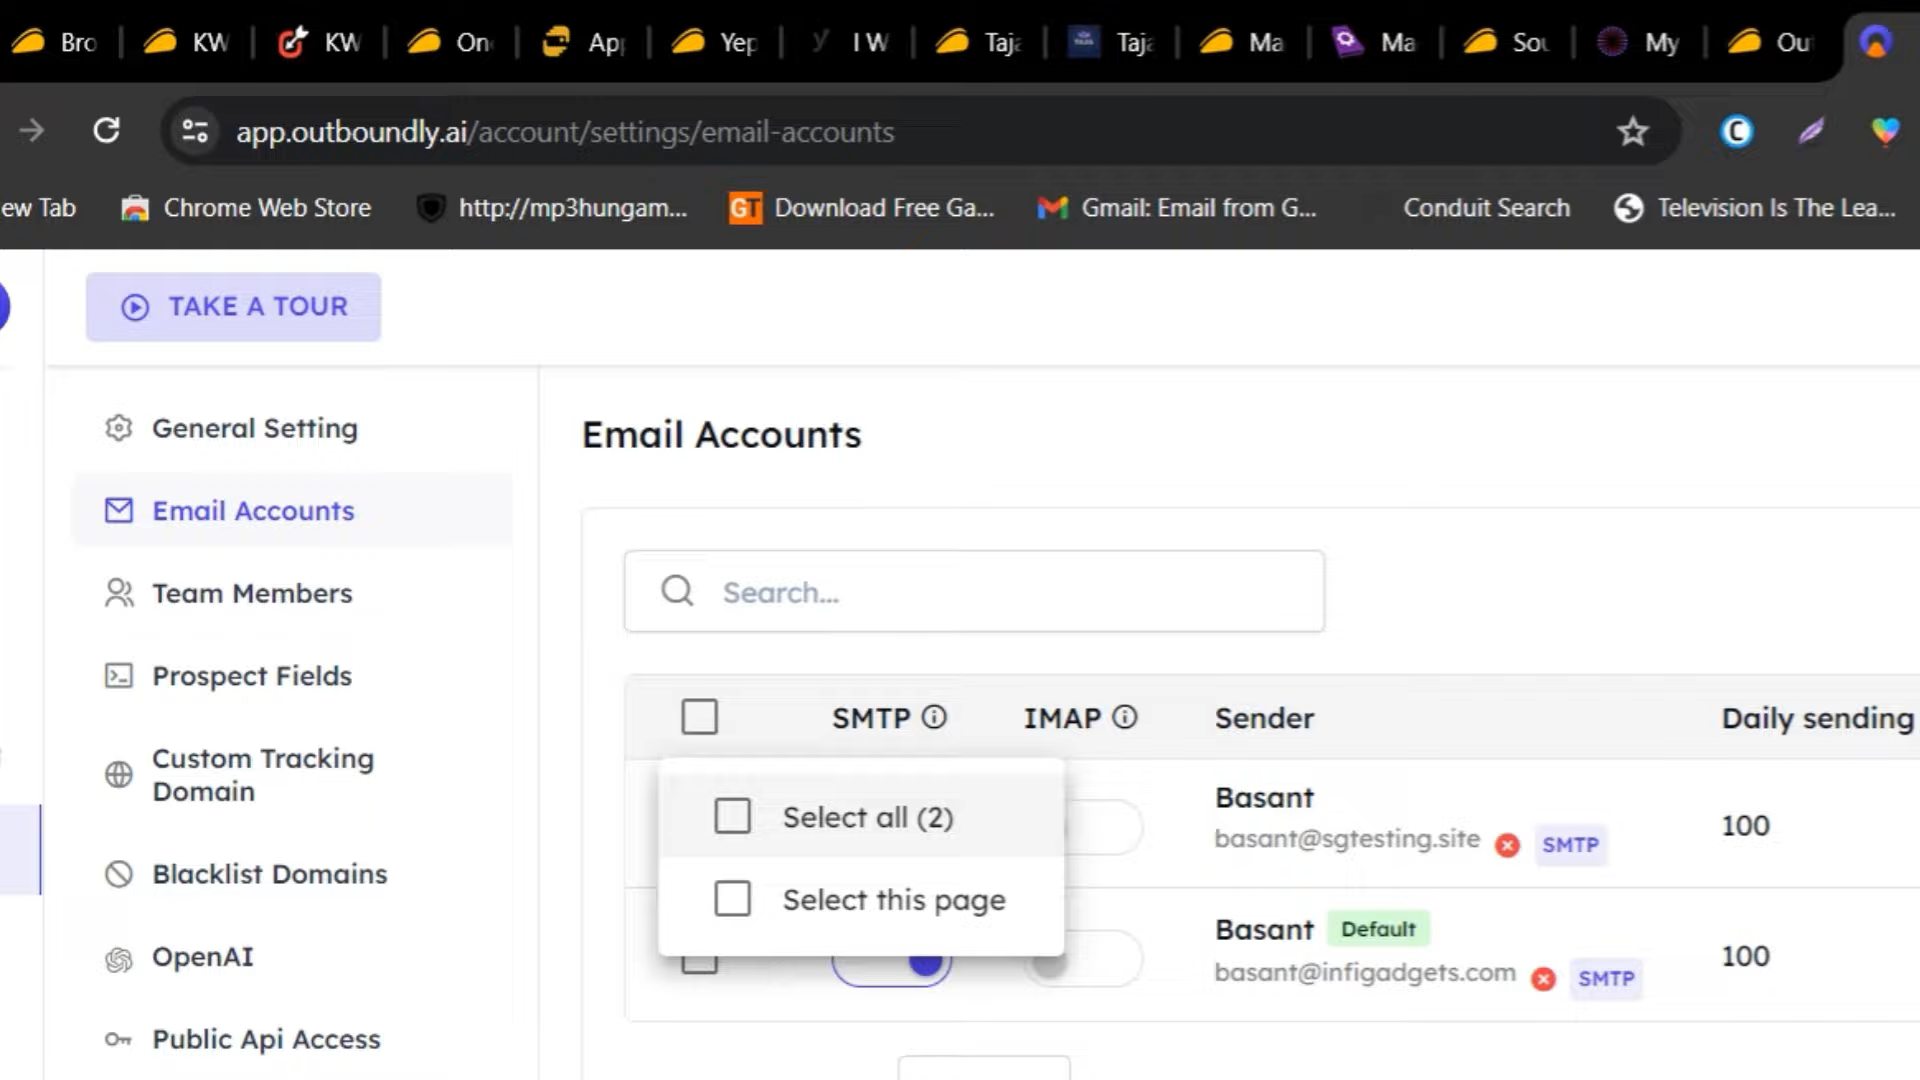 Bro
KW
KW
On
App
Yep
I W
Taja
Taja
Ma
Ma
Sou
My
Out
app.outboundly.ai/account/settings/email-accounts
ew Tab
Chrome Web Store
http://mp3hungam...
GT Download Free Ga...
Gmail: Email from G...
Conduit Search
Television Is The Lea...
TAKE A TOUR
General Setting
Email Accounts
Team Members
Prospect Fields
Custom Tracking
Domain
Blacklist Domains
OpenAI
Public Api Access
Email Accounts
Search...
SMTP
IMAP
Sender
Daily sending
Select all (2)
Select this page
Basant
basant@sgtesting.site
SMTP
100
Basant
Default
basant@infigadgets.com
SMTP
100